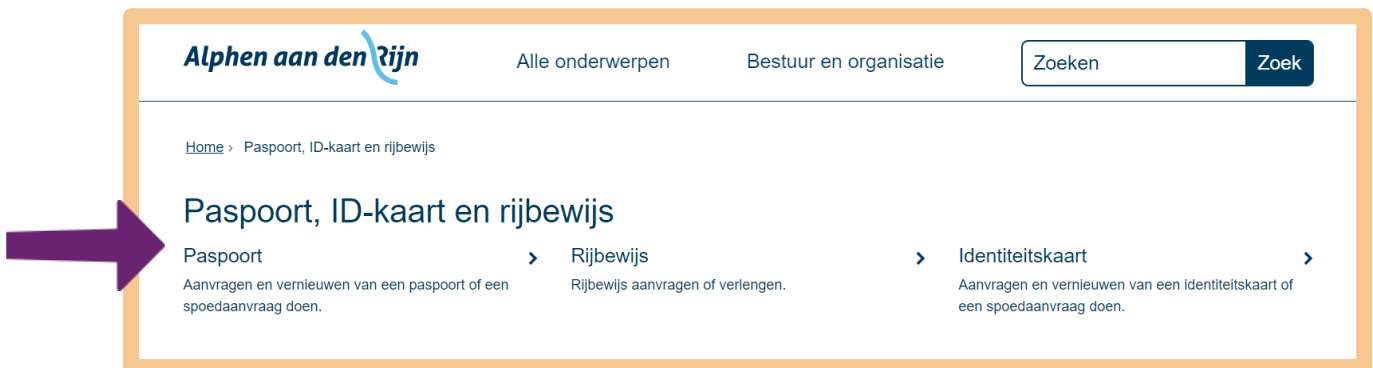 Alphen aan den Rijn
Alle onderwerpen
Bestuur en organisatie
Zoeken
Zoek
Home › Paspoort, ID-kaart en rijbewijs
Paspoort, ID-kaart en rijbewijs
Paspoort
Aanvragen en vernieuwen van een paspoort of een
spoedaanvraag doen.
Rijbewijs
Rijbewijs aanvragen of verlengen.
Identiteitskaart
Aanvragen en vernieuwen van een identiteitskaart of
een spoedaanvraag doen.